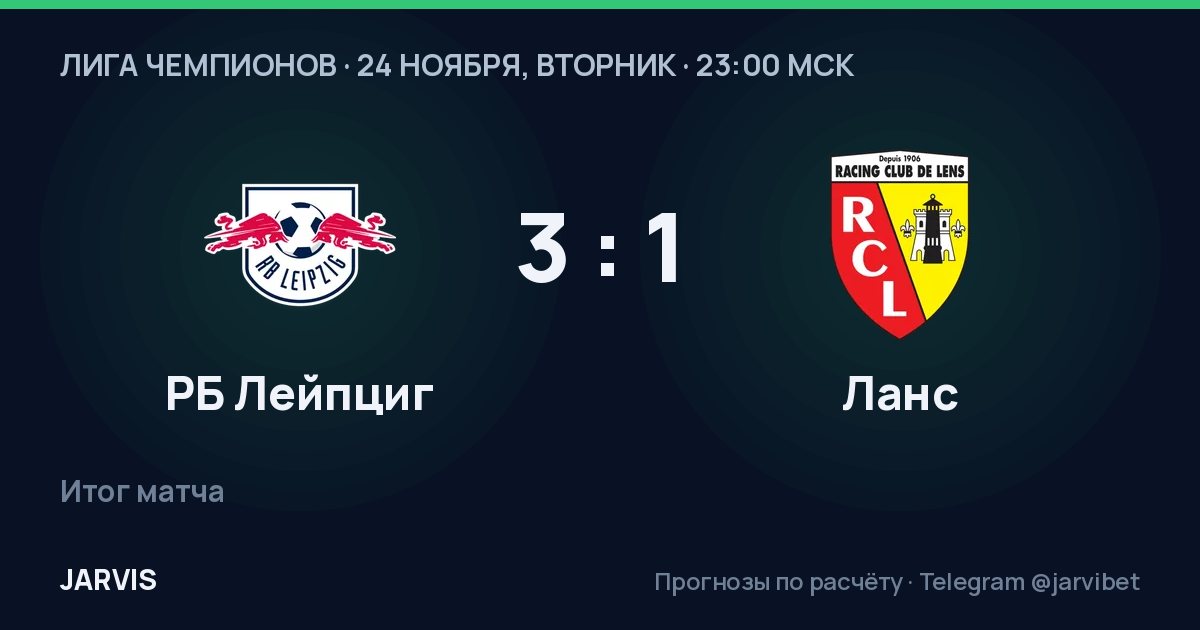 ЛИГА ЧЕМПИОНОВ · 24 НОЯБРЯ, ВТОРНИК · 23:00 МСК
Depuis 1906
RACING CLUB DE LENS
RCL
RB LEIPZIG
3 : 1
РБ Лейпциг
Ланс
Итог матча
JARVIS
Прогнозы по расчёту · Telegram @jarvibet